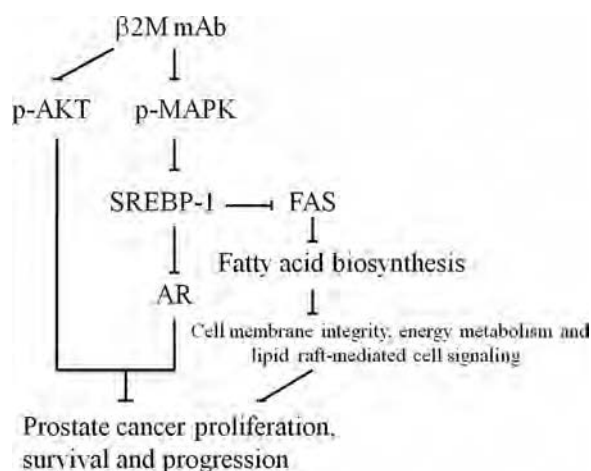 β2M mAb
p-AKT
p-MAPK
SREBP-1
FAS
Fatty acid biosynthesis
AR
Cell membrane integrity, energy metabolism and
lipid raft-mediated cell signaling
Prostate cancer proliferation,
survival and progression